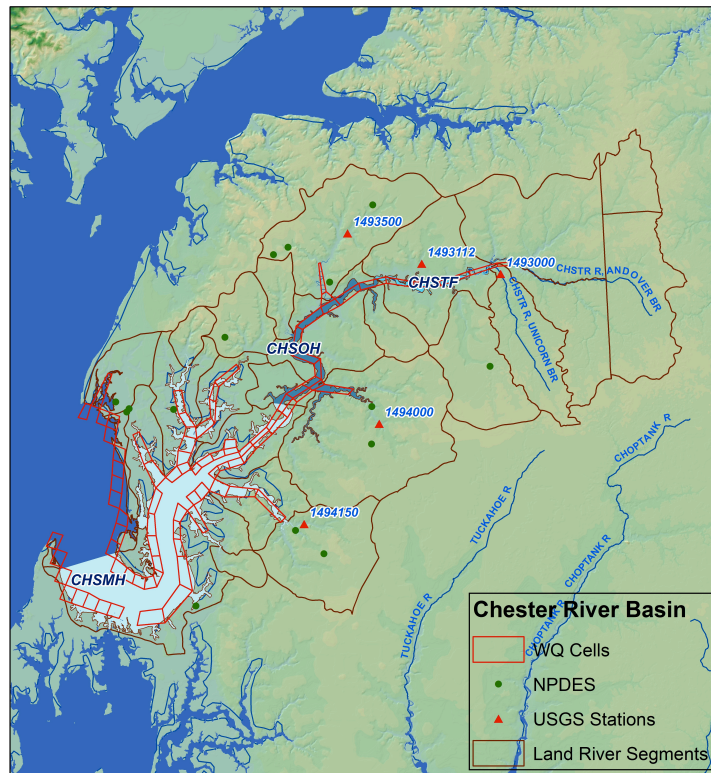 1493500
1493112
1493000
CHSTF
CHSTR R, ANDOVER BR
CHSTR R, UNICORN BR
CHSOH
1494000
CHOPTANK R
1494150
TUCKAHOE R
CHOPTANK R
CHSMH
TUCKAHOE R
CHOPTANK R
Chester River Basin
WQ Cells
NPDES
USGS Stations
Land River Segments